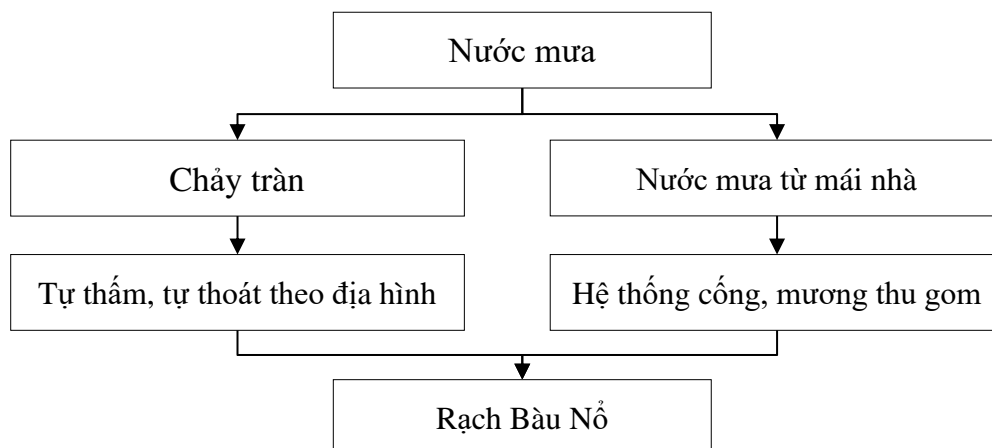 Nước mưa
Chảy tràn
Nước mưa từ mái nhà
Tự thấm, tự thoát theo địa hình
Hệ thống cống, mương thu gom
Rạch Bàu Nổ